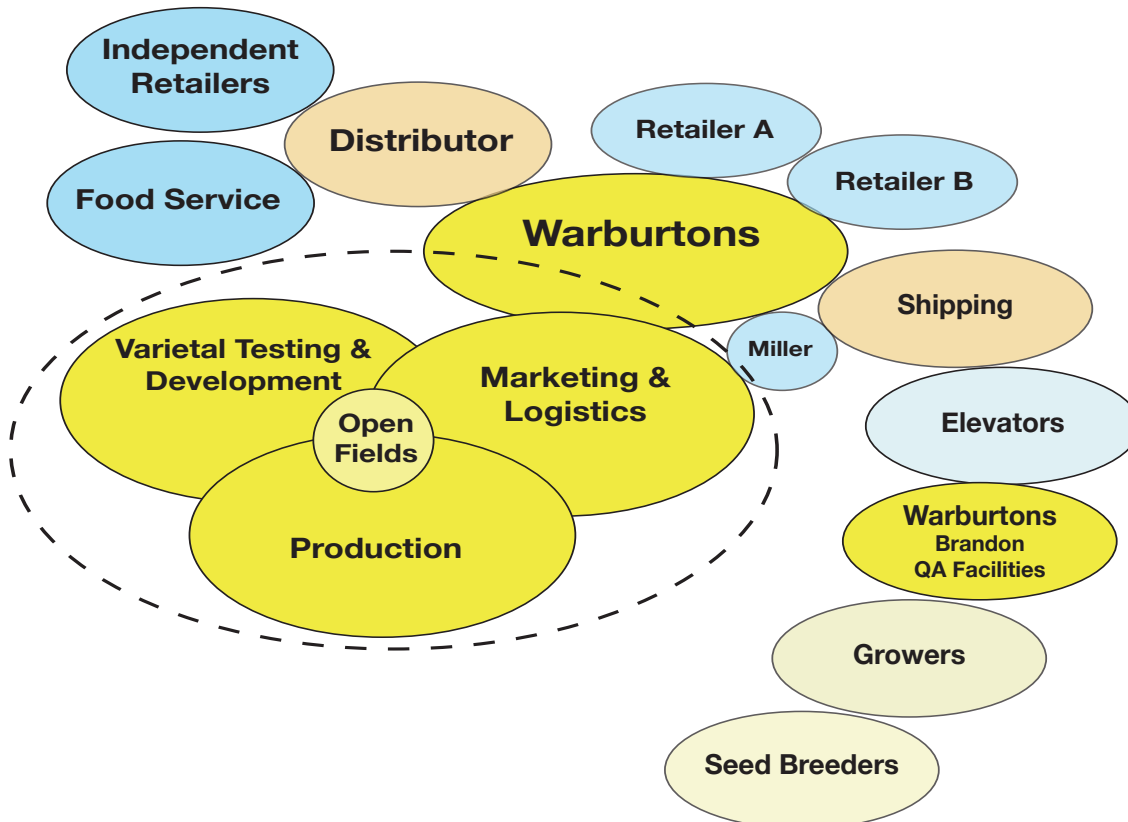 Independent
Retailers
Distributor
Retailer A
Retailer B
Food Service
Warburtons
Shipping
Varietal Testing &
Development
Marketing &
Logistics
Miller
Open
Fields
Elevators
Production
Warburtons
Brandon
QA Facilities
Growers
Seed Breeders